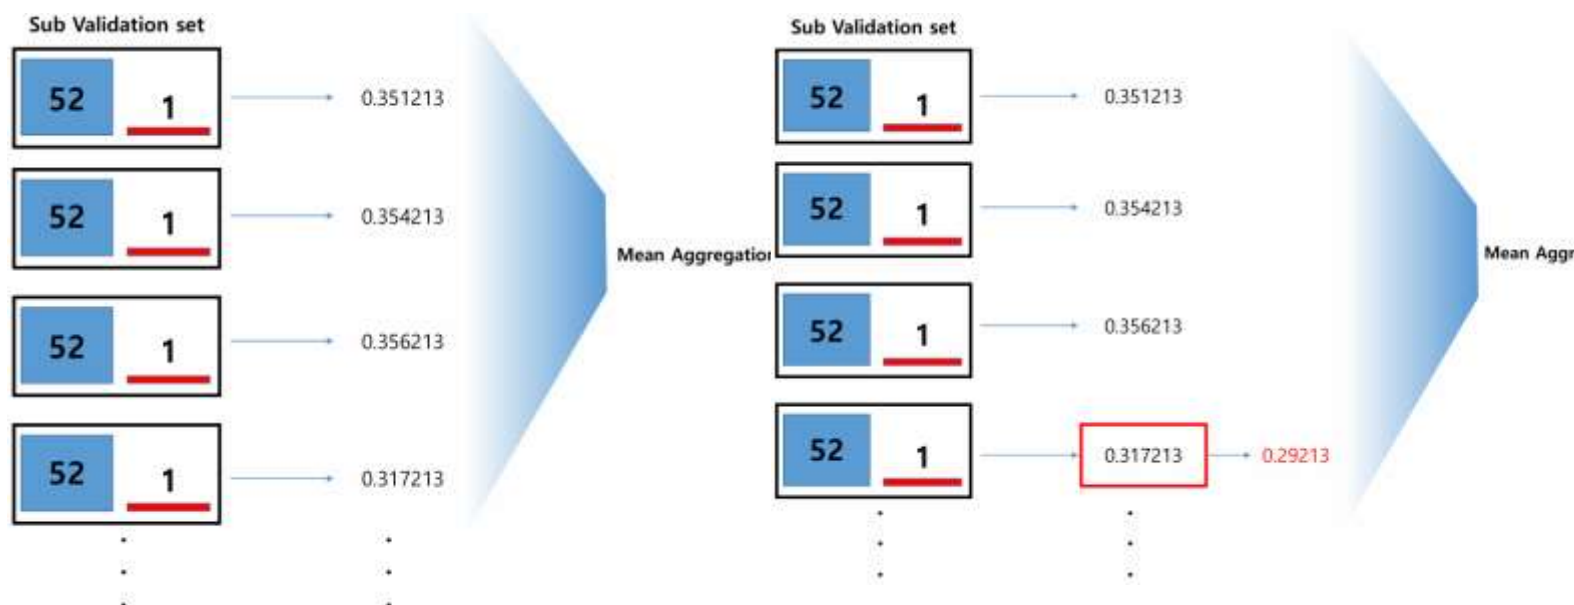 Sub Validation set
52 1 0.351213
52 1 0.354213
Mean Aggregation
52 1 0.356213
52 1 0.317213
Sub Validation set
52 1 0.351213
52 1 0.354213
Mean Aggr
52 1 0.356213
52 1 0.317213 0.29213